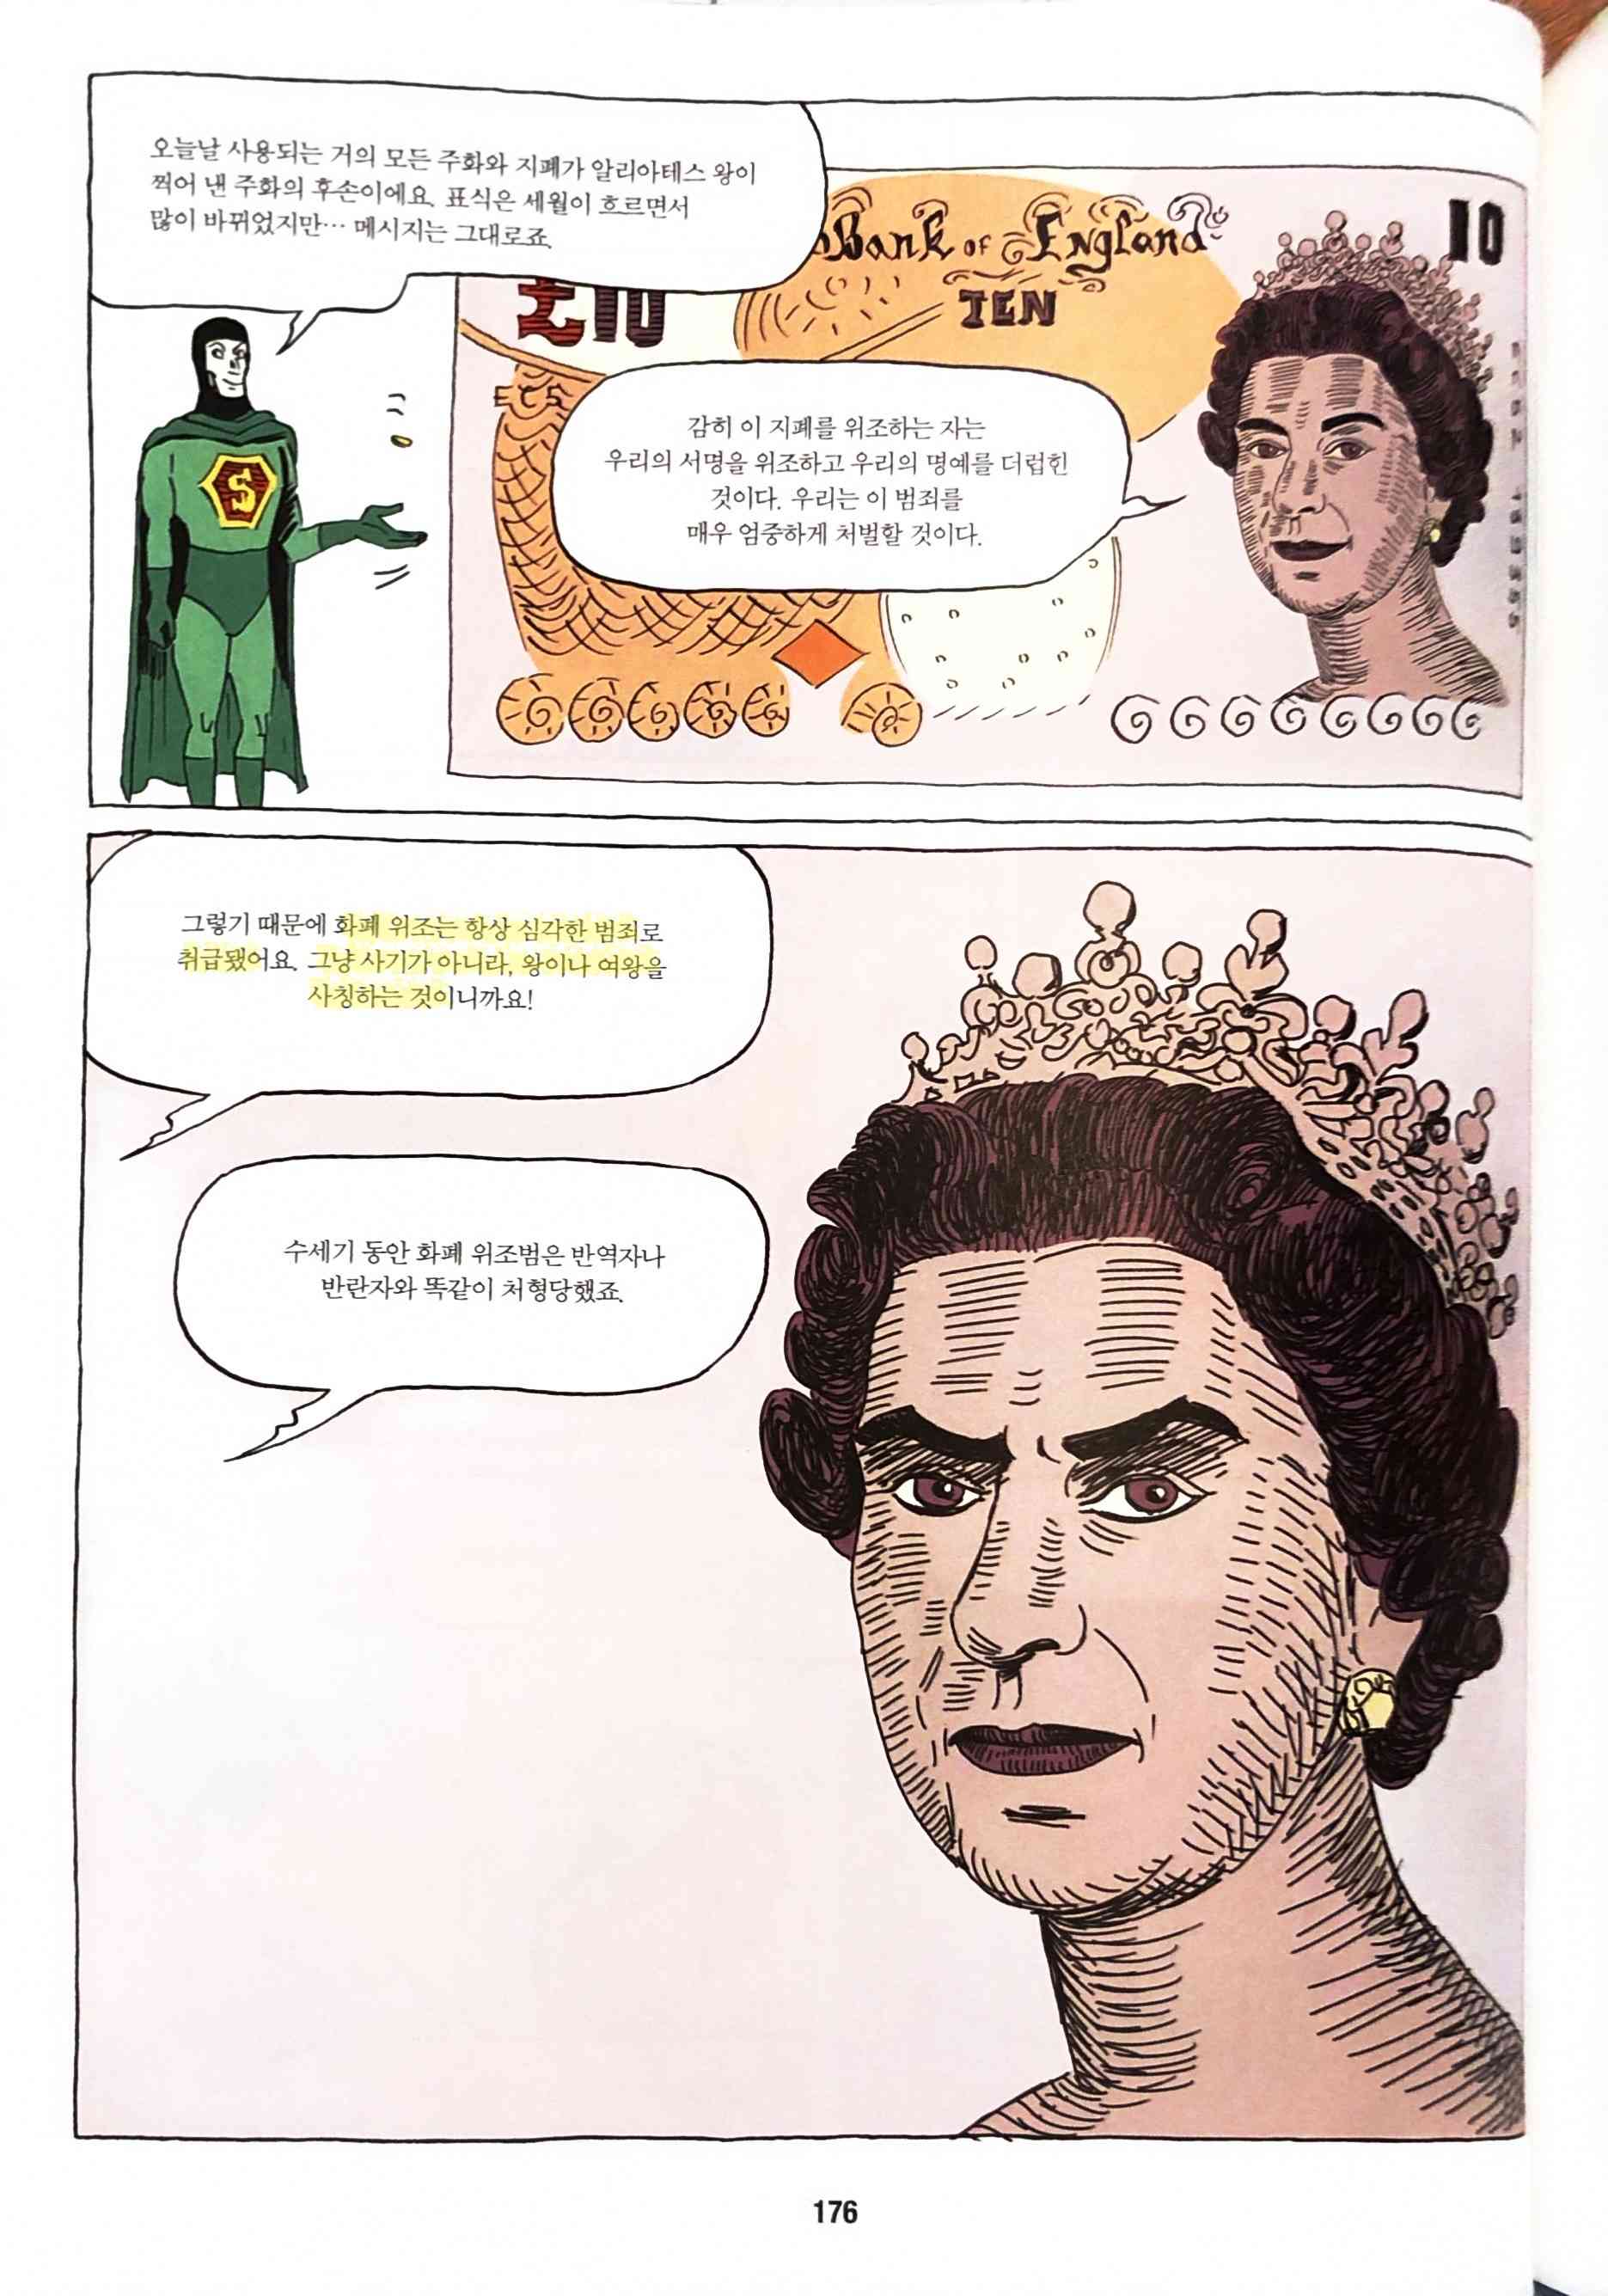 오늘날 사용되는 거의 모든 주화와 지폐가 알리아테스 왕이
찍어 낸 주화의 후손이에요. 표식은 세월이 흐르면서
많이 바뀌었지만… 메시지는 그대로죠.
Bank of England
10
£10
TEN
S
감히 이 지폐를 위조하는 자는
우리의 서명을 위조하고 우리의 명예를 더럽힌
것이다. 우리는 이 범죄를
매우 엄중하게 처벌할 것이다.
그렇기 때문에 화폐 위조는 항상 심각한 범죄로
취급됐어요. 그냥 사기가 아니라, 왕이나 여왕을
사칭하는 것이니까요!
수세기 동안 화폐 위조범은 반역자나
반란자와 똑같이 처형당했죠.
176